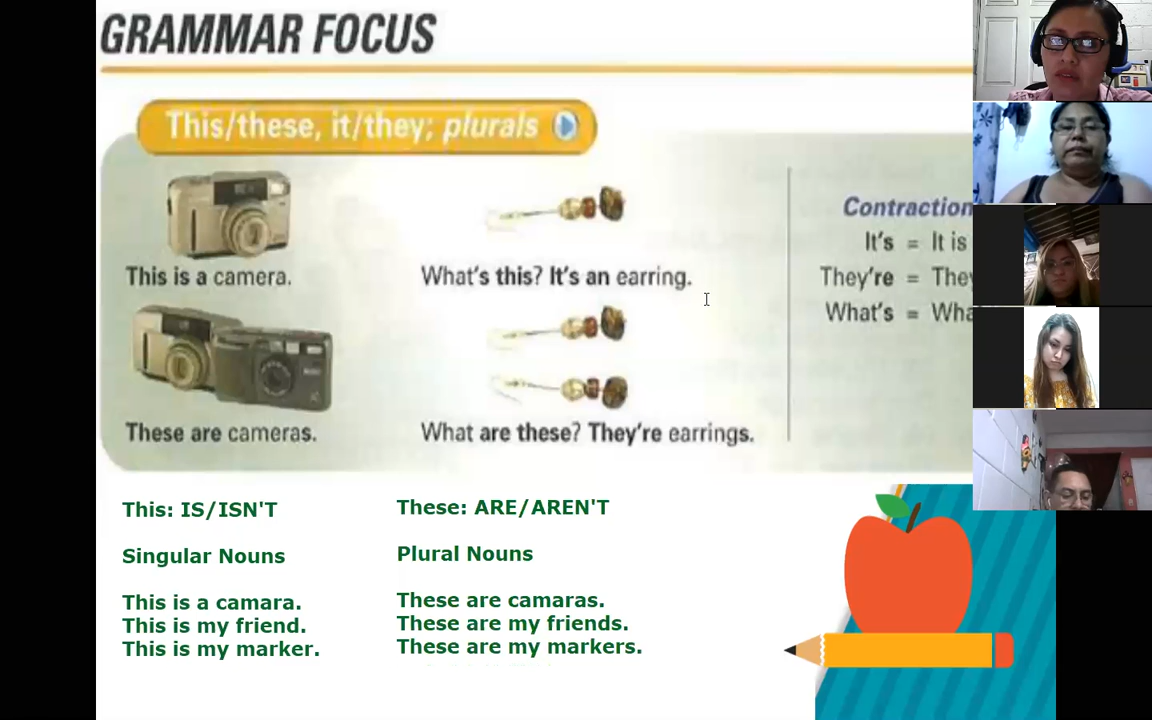 GRAMMAR FOCUS
This/these, it/they; plurals
This is a camera.
What's this? It's an earring.
These are cameras.
What are these? They're earrings.
Contraction
It's = It is
They're = They
What's = Wha
This: IS/ISN'T
Singular Nouns
This is a camara.
This is my friend.
This is my marker.
These: ARE/AREN'T
Plural Nouns
These are camaras.
These are my friends.
These are my markers.